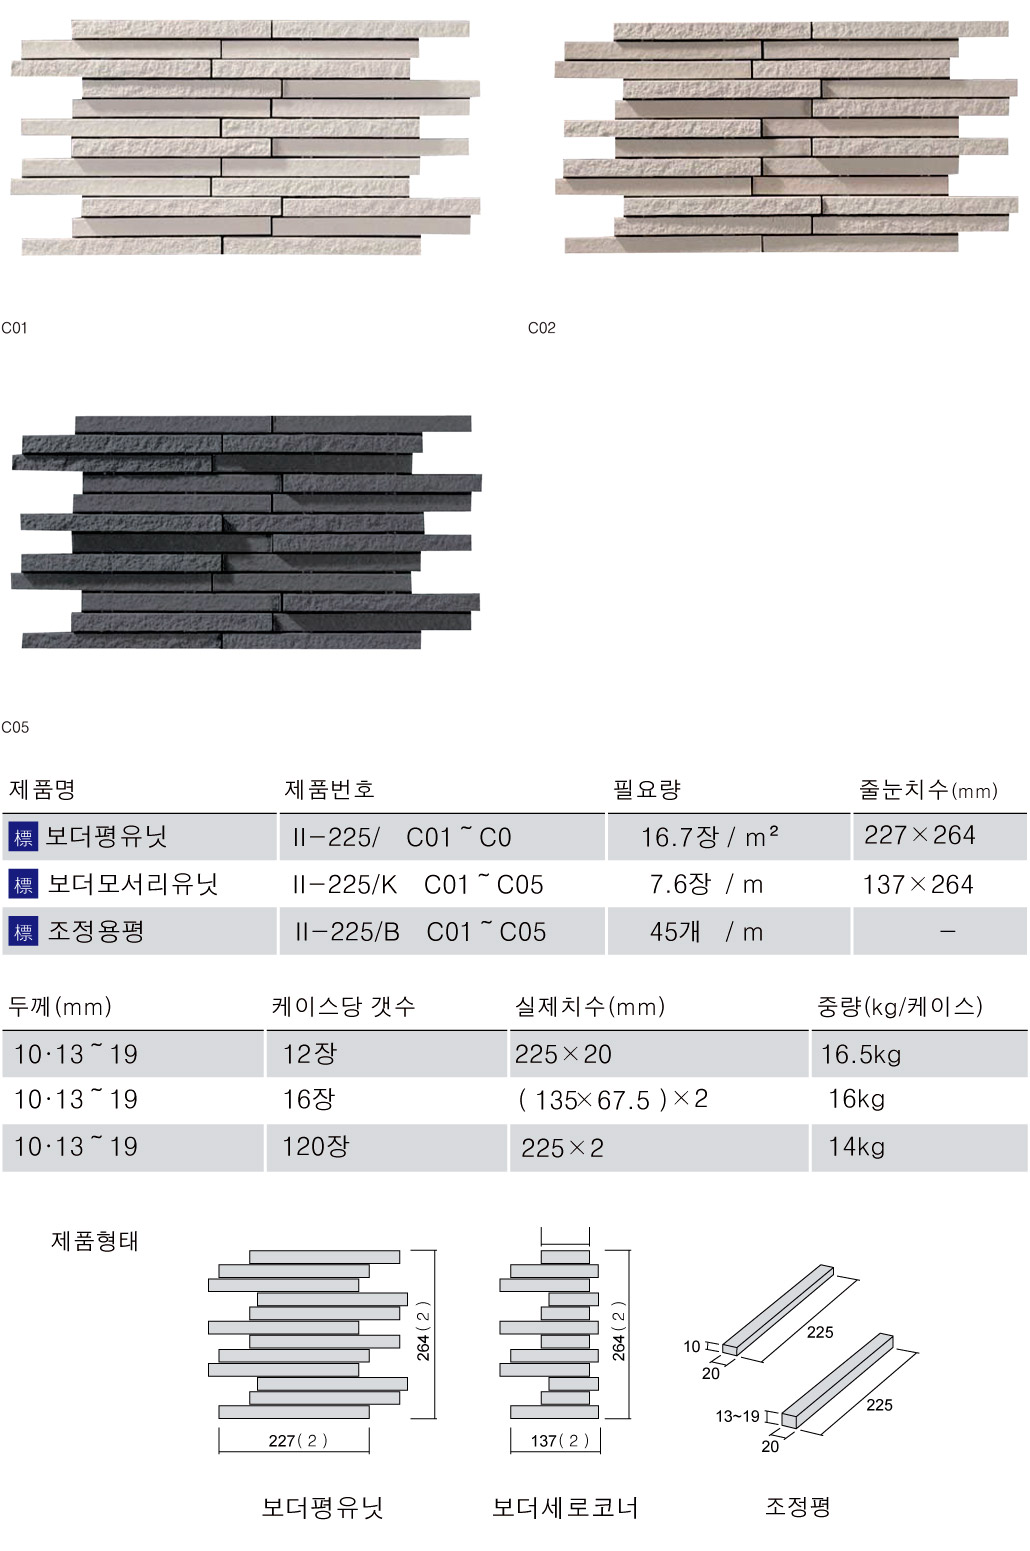 C01 C02
C05
제품명 제품번호 필요량 줄눈치수(mm)
標 보더평유닛 II-225/ C01 ~ C0 16.7장 / m² 227×264
標 보더모서리유닛 II-225/K C01 ~ C05 7.6장 / m 137×264
標 조정용평 II-225/B C01 ~ C05 45개 / m -
두께(mm) 케이스당 갯수 실제치수(mm) 중량(kg/케이스)
10·13 ~ 19 12장 225×20 16.5kg
10·13 ~ 19 16장 ( 135×67.5 )×2 16kg
10·13 ~ 19 120장 225×2 14kg
제품형태
264(2)
264(2)
10
20
225
13~19
20
225
227(2)
137(2)
보더평유닛 보더세로코너 조정평